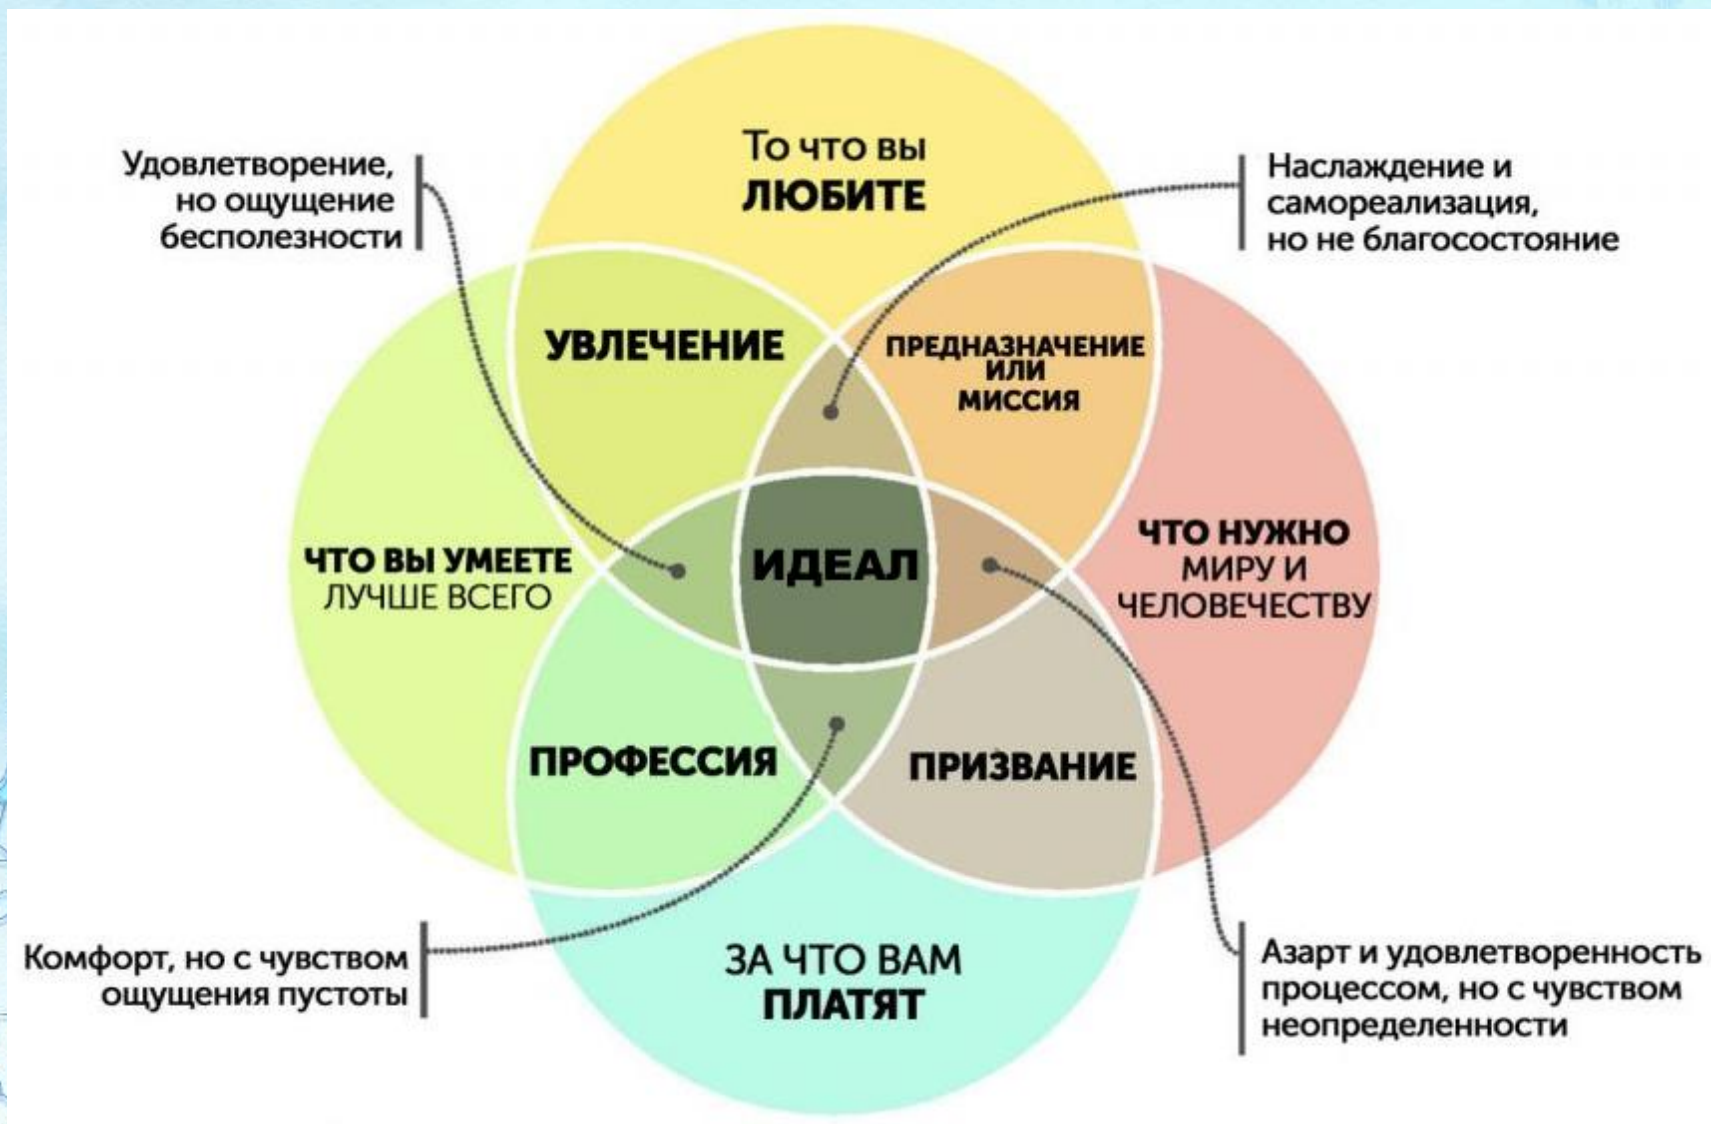 То что вы
ЛЮБИТЕ
Удовлетворение,
но ощущение
бесполезности
Наслаждение и
самореализация,
но не благосостояние
УВЛЕЧЕНИЕ
ПРЕДНАЗНАЧЕНИЕ
ИЛИ
МИССИЯ
ЧТО ВЫ УМЕЕТЕ
ЛУЧШЕ ВСЕГО
ИДЕАЛ
ЧТО НУЖНО
МИРУ И
ЧЕЛОВЕЧЕСТВУ
ПРОФЕССИЯ
ПРИЗВАНИЕ
Комфорт, но с чувством
ощущения пустоты
ЗА ЧТО ВАМ
ПЛАТЯТ
Азарт и удовлетворенность
процессом, но с чувством
неопределенности